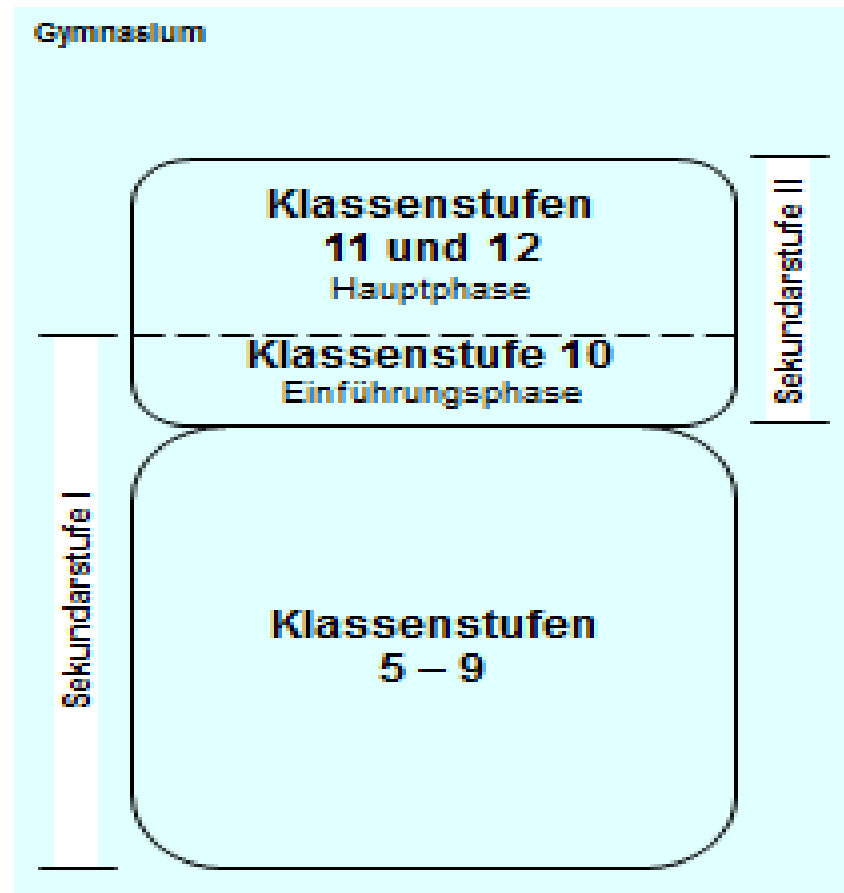 Gymnasium
Klassenstufen
11 und 12
Hauptphase
Sekundarstufe II
Klassenstufe 10
Einführungsphase
Sekundarstufe I
Klassenstufen
5 – 9